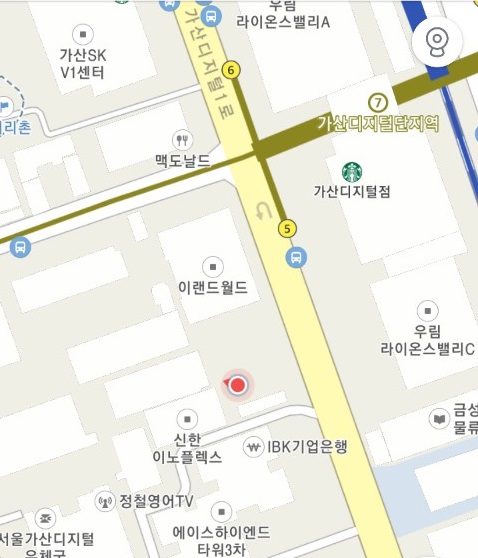 우림
라이온스밸리A
가산SK
V1센터
가산디지털1로
6
7
가산디지털단지역
리촌
맥도날드
가산디지털점
5
이랜드월드
우림
라이온스밸리C
신한
이노플렉스
IBK기업은행
금성
물류
정철영어TV
에이스하이엔드
타워3차
서울가산디지털
우체국